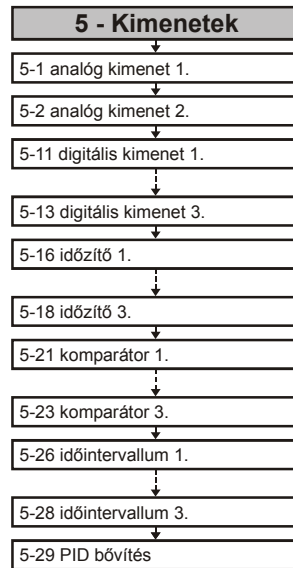 5 - Kimenetek
5-1 analóg kimenet 1.
5-2 analóg kimenet 2.
5-11 digitális kimenet 1.
5-13 digitális kimenet 3.
5-16 időzítő 1.
5-18 időzítő 3.
5-21 komparátor 1.
5-23 komparátor 3.
5-26 időintervallum 1.
5-28 időintervallum 3.
5-29 PID bővítés